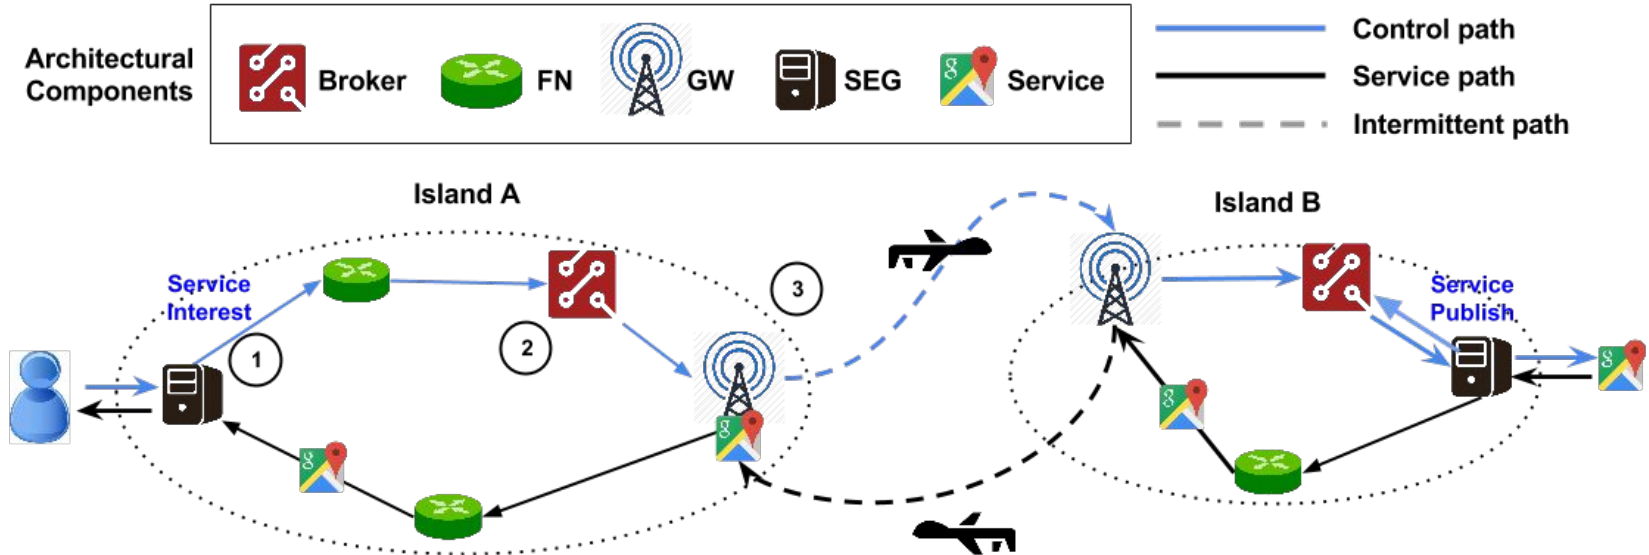 Architectural
Components
Broker
FN
GW
SEG
Service
Control path
Service path
Intermittent path
Island A
Island B
Service
Interest
1
2
3
Service
Publish